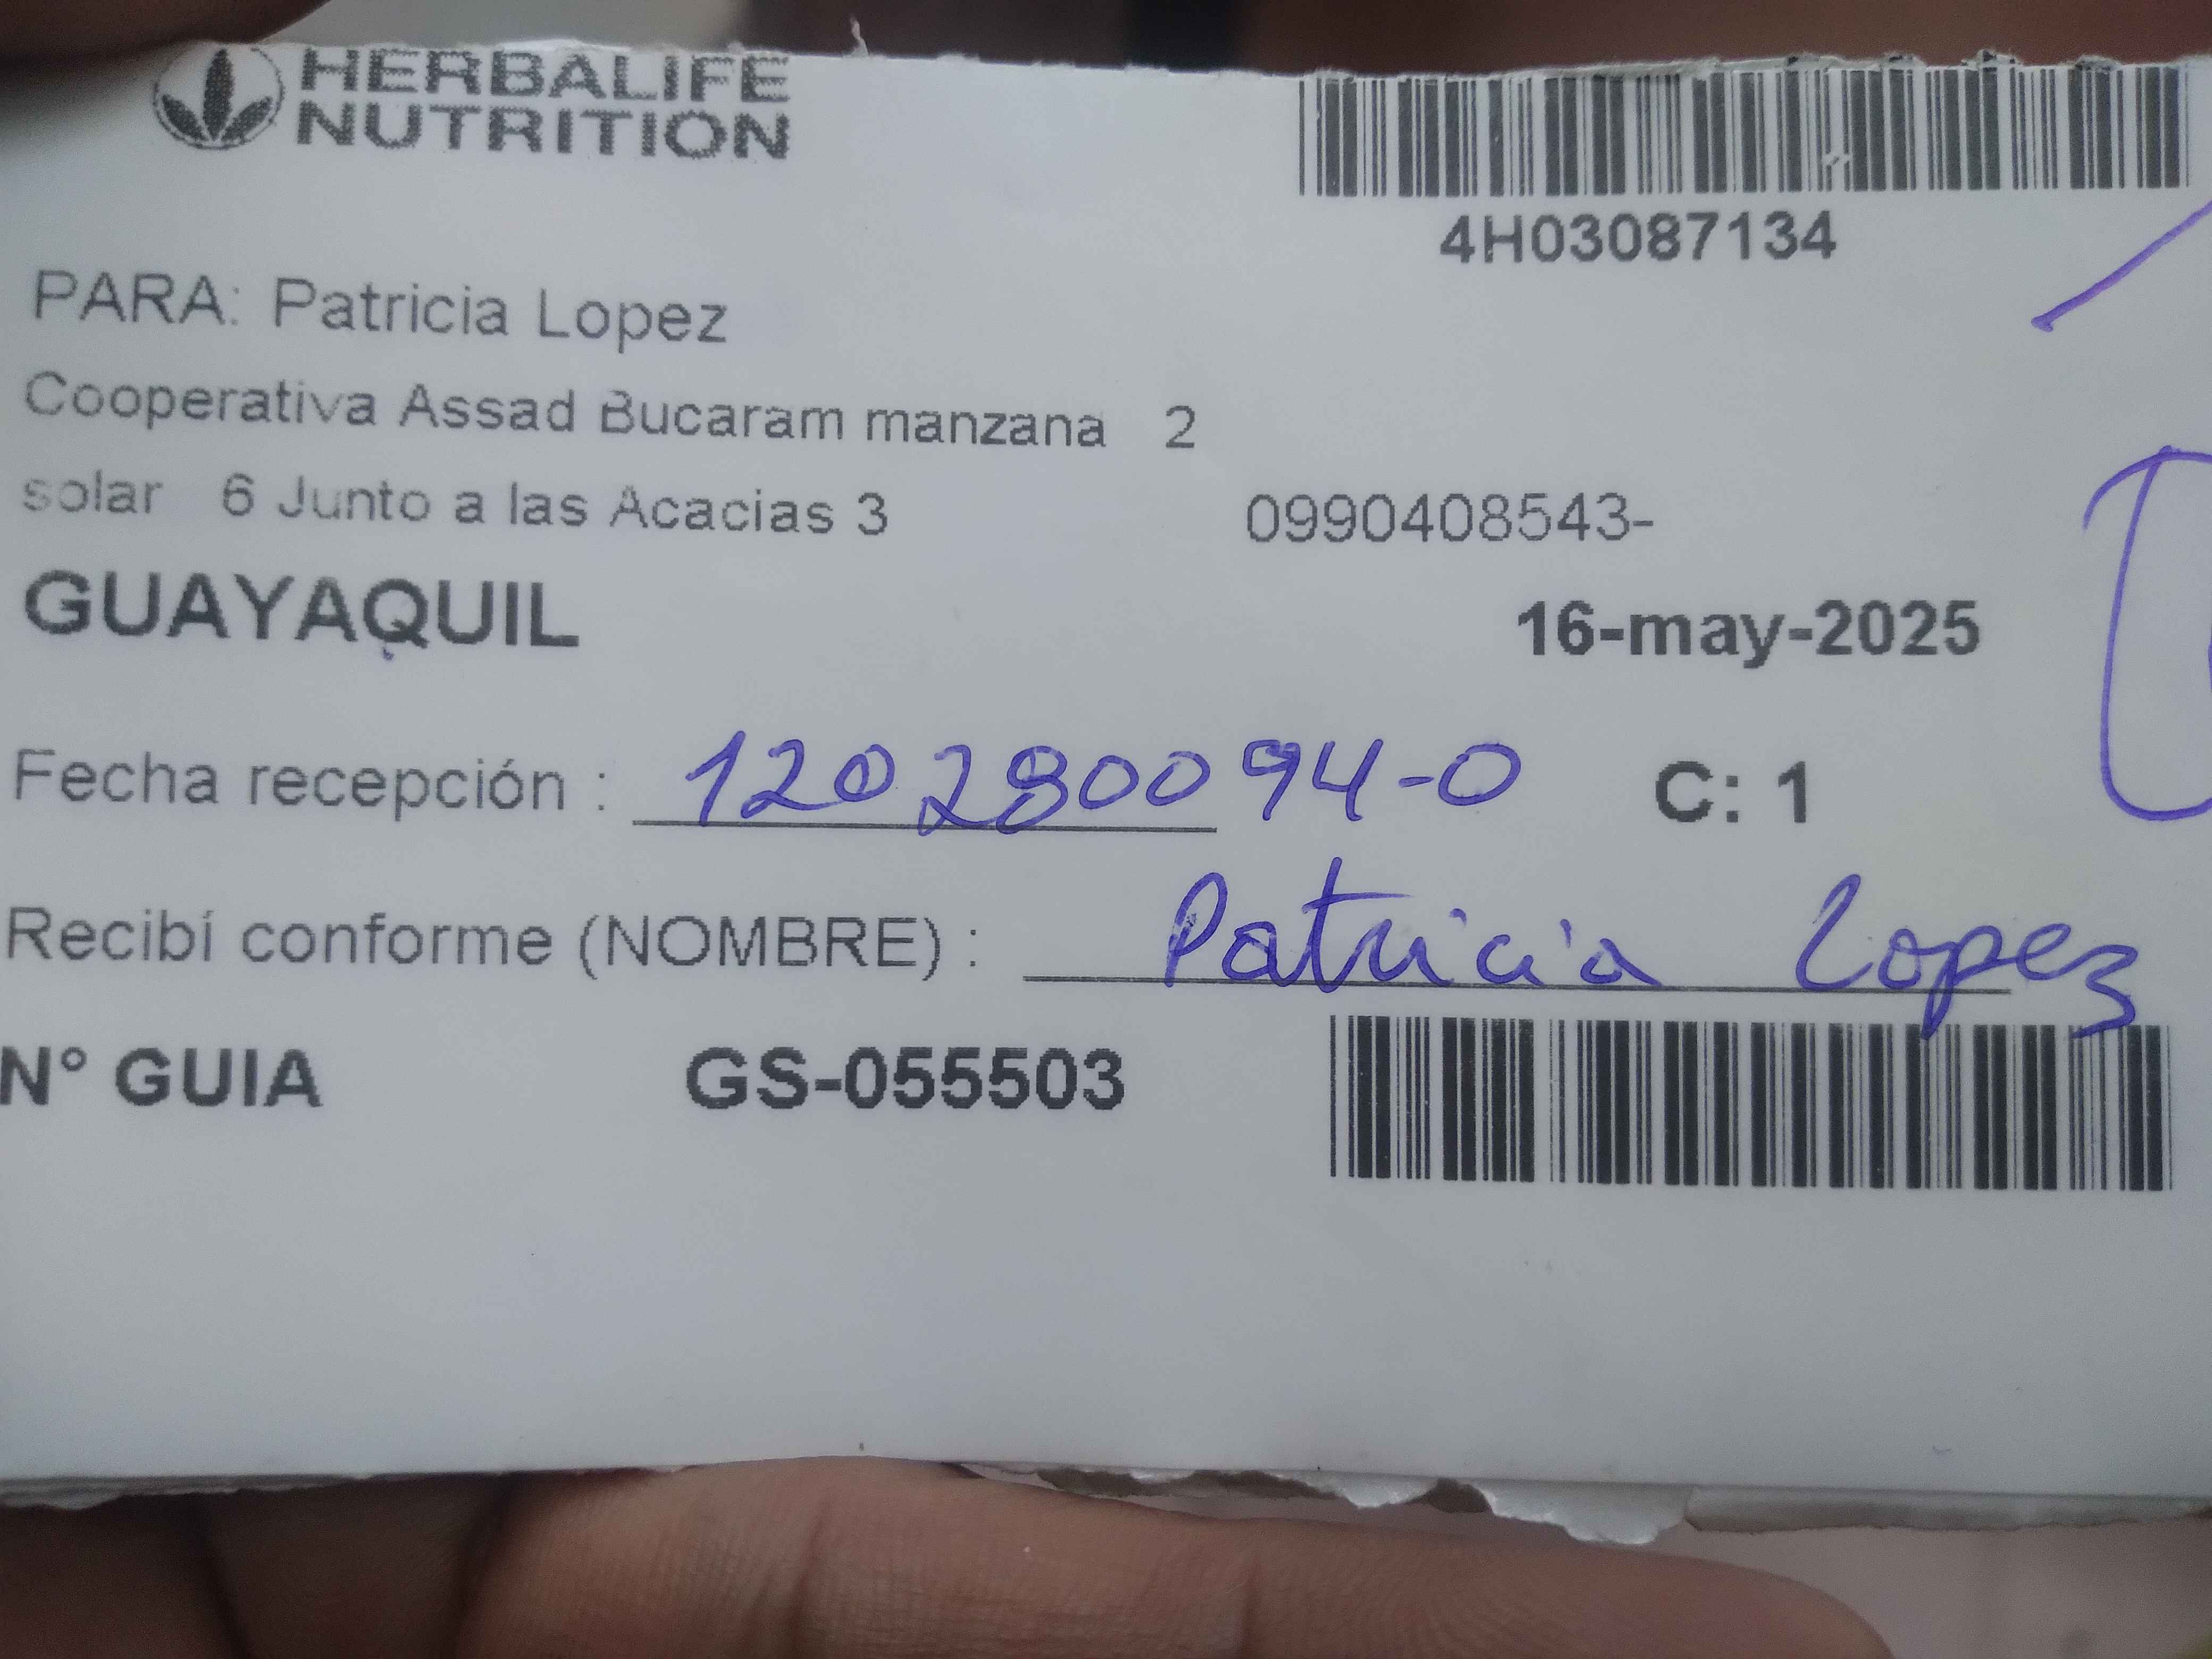 HERBALIFE
NUTRITION
4H03087134
PARA: Patricia Lopez
Cooperativa Assad Bucaram manzana 2
solar 6 Junto a las Acacias 3 0990408543-
GUAYAQUIL 16-may-2025
Fecha recepción : 120280094-0 C: 1
Recibí conforme (NOMBRE) : Patricia Lopez
N° GUIA GS-055503